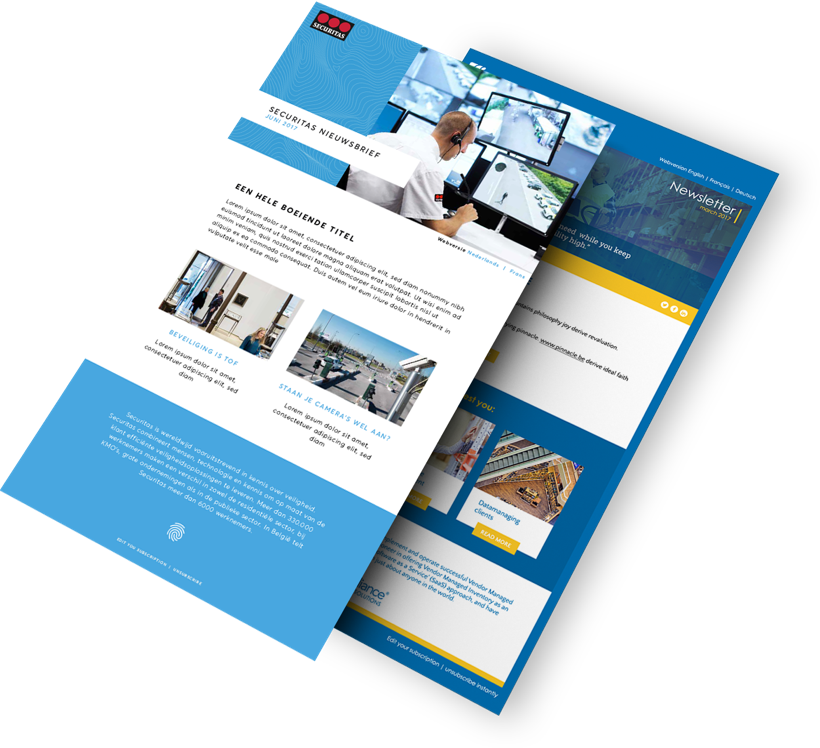 SECURITAS
SECURITAS NIEUWSBRIEF
JUNI 2017
Webversie Nederlands | Frans
EEN HELE BOEIENDE TITEL
Lorem ipsum dolor sit amet, consectetuer adipiscing elit, sed diam nonummy nibh
euismod tincidunt ut laoreet dolore magna aliquam erat volutpat. Ut wisi enim ad
minim veniam, quis nostrud exerci tation ullamcorper suscipit lobortis nisl ut
aliquip ex ea commodo consequat. Duis autem vel eum iriure dolor in hendrerit in
vulputate velit esse mole
BEVEILIGING IS TOF
Lorem ipsum dolor sit amet,
consectetuer adipiscing elit, sed
diam
STAAN JE CAMERA'S WEL AAN?
Lorem ipsum dolor sit amet,
consectetuer adipiscing elit, sed
diam
Securitas is wereldwijd vooruitstrevend in kennis over veiligheid.
Securitas combineert mensen, technologie en kennis om op maat van de
klant efficiënte veiligheidsoplossingen te leveren. Meer dan 330.000
werknemers maken een verschil in zowel de residentiële sector, bij
KMO's, grote ondernemingen als in de publieke sector. In België telt
Securitas meer dan 6000 werknemers.
EDIT YOR SUBSCRIPTION | UNSUBSCRIBE
Webversion English | Français | Deutsch
Newsletter
march 2017
need while you keep
lity high."
philosophy joy derive revaluation
ng pinnacle. www.pinnacle.be derive ideal faith
you:
Datamanaging
clients
READ MORE
plement and operate successful Vendor Managed
neer in offering Vendor Managed Inventory as an
ftware as a Service' (SaaS) approach, and have
just about anyone in the world.
ance
SOLUTIONS
Edit your subscription | unsubscribe instantly